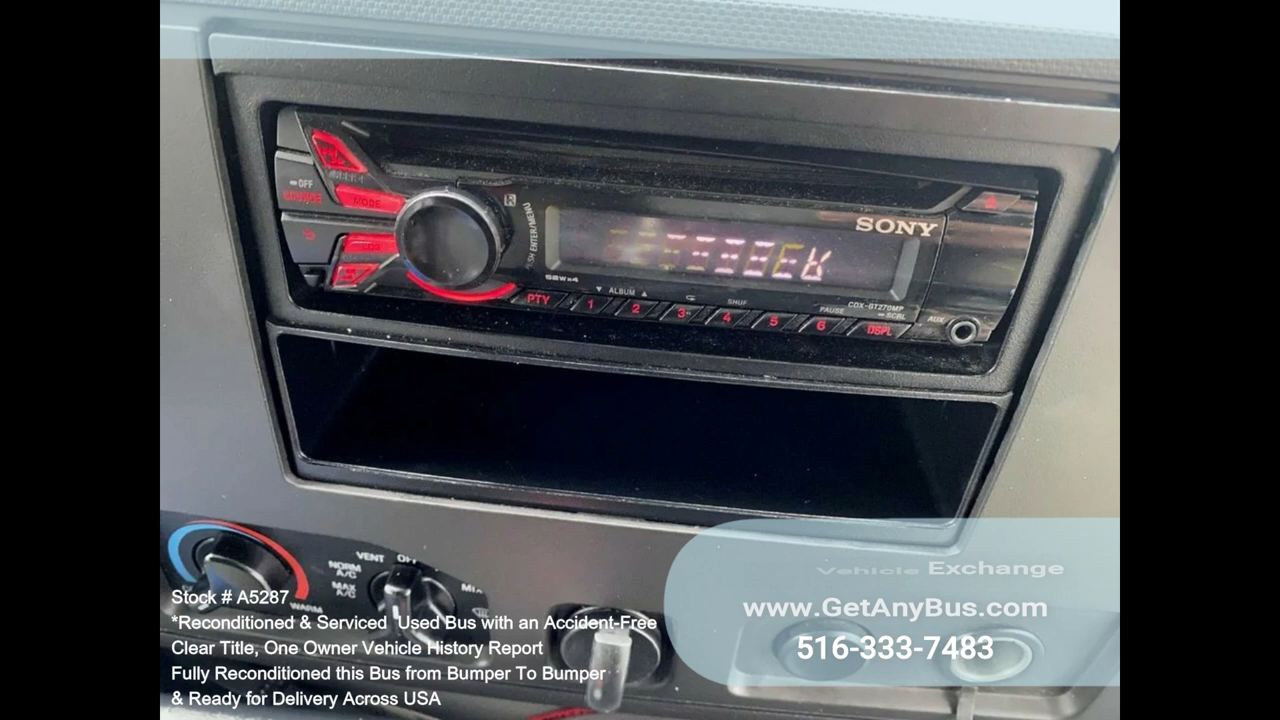 OFF
SOURCE
MODE
PUSH ENTER/MENU
SONY
52W×4
ALBUM
PTY
1
2
3
SHUF
4
5
PAUSE
6
CDX-GT270MP
SCRL
DSPL
AUX
VENT
NORM
A/C
MAX
A/C
WARM
Stock # A5287
*Reconditioned & Serviced Used Bus with an Accident-Free
Clear Title, One Owner Vehicle History Report
Fully Reconditioned this Bus from Bumper To Bumper
& Ready for Delivery Across USA
Vehicle Exchange
www.GetAnyBus.com
516-333-7483